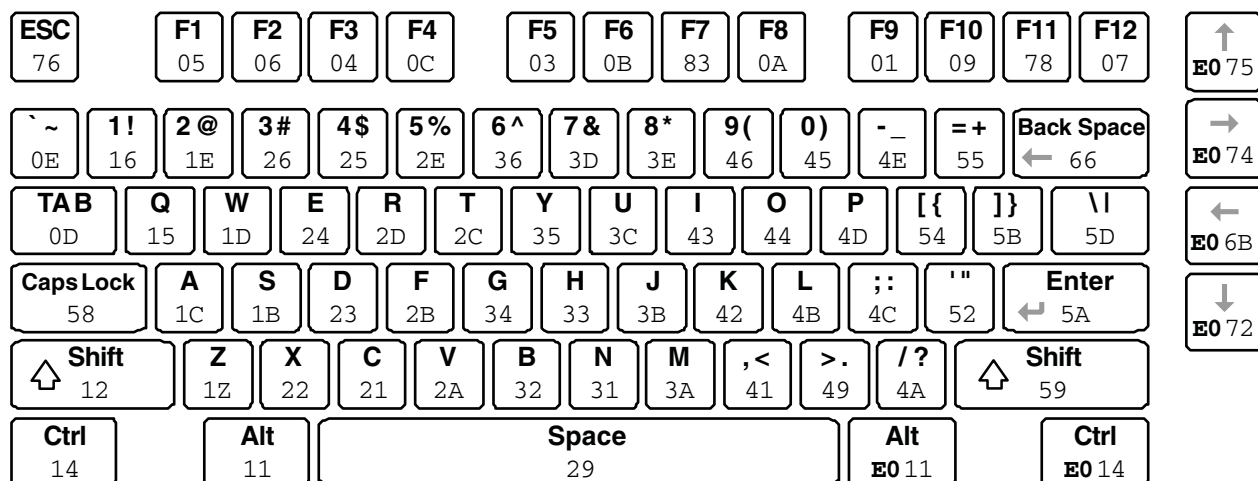 ESC F1 F2 F3 F4 F5 F6 F7 F8 F9 F10 F11 F12 ↑
76 05 06 04 0C 03 0B 83 0A 01 09 78 07 E0 75
` ~ 1! 2@ 3# 4$ 5% 6^ 7& 8* 9( 0) -_ =+ Back Space →
0E 16 1E 26 25 2E 36 3D 3E 46 45 4E 55 ← 66 E0 74
TAB Q W E R T Y U I O P [{ ]} \| ←
0D 15 1D 24 2D 2C 35 3C 43 44 4D 54 5B 5D E0 6B
Caps Lock A S D F G H J K L ;: '" Enter ↓
58 1C 1B 23 2B 34 33 3B 42 4B 4C 52 ↵ 5A E0 72
Shift Z X C V B N M ,< >. /? Shift
12 1Z 22 21 2A 32 31 3A 41 49 4A 59
Ctrl Alt Space Alt Ctrl
14 11 29 E0 11 E0 14